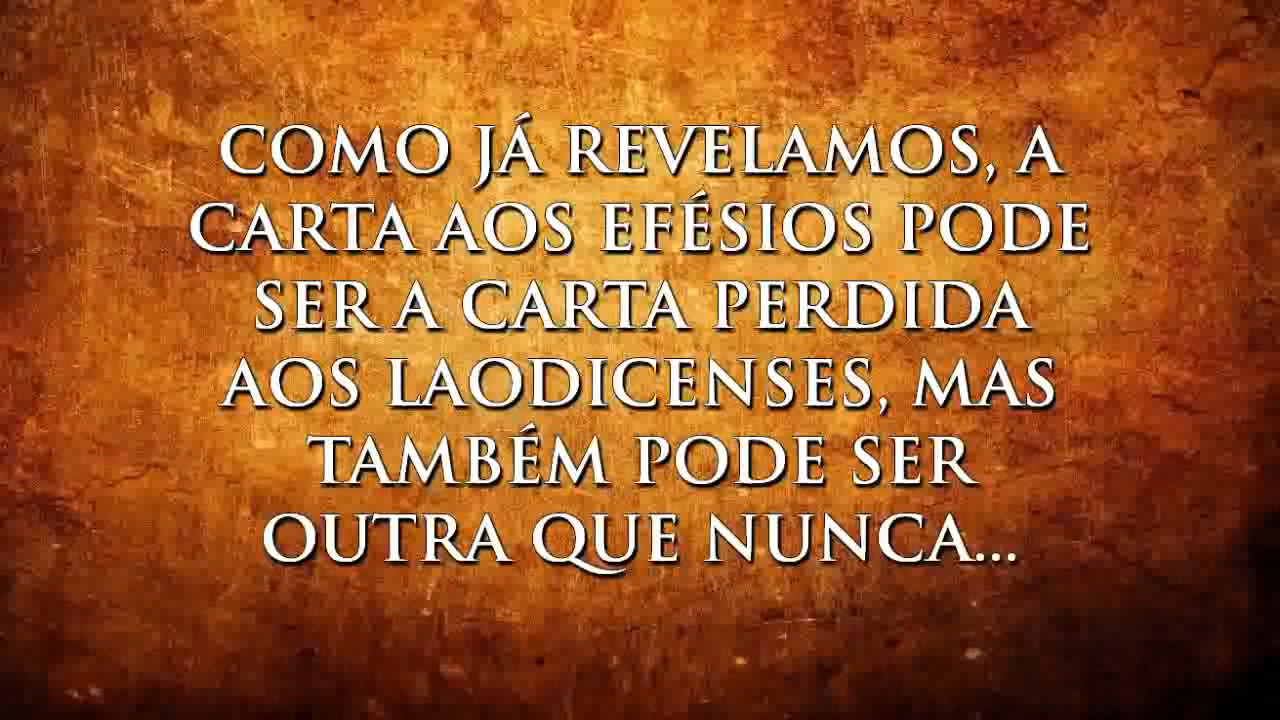 COMO JÁ REVELAMOS, A
CARTA AOS EFÉSIOS PODE
SER A CARTA PERDIDA
AOS LAODICENSES, MAS
TAMBÉM PODE SER
OUTRA QUE NUNCA...